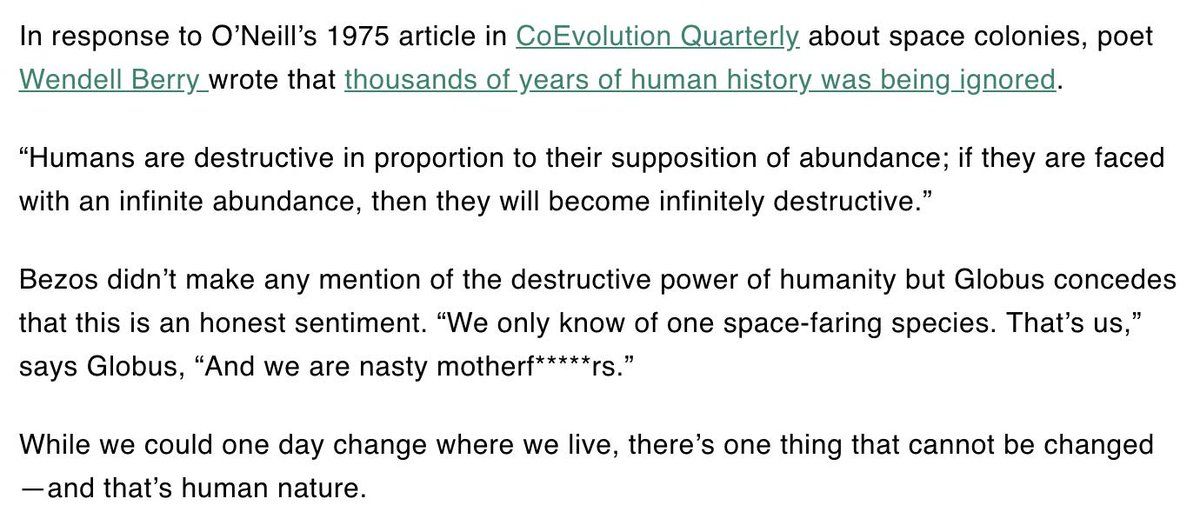 In response to O’Neill’s 1975 article in CoEvolution Quarterly about space colonies, poet
Wendell Berry wrote that thousands of years of human history was being ignored.
“Humans are destructive in proportion to their supposition of abundance; if they are faced
with an infinite abundance, then they will become infinitely destructive.”
Bezos didn’t make any mention of the destructive power of humanity but Globus concedes
that this is an honest sentiment. “We only know of one space-faring species. That’s us,”
says Globus, “And we are nasty motherf*****rs.”
While we could one day change where we live, there’s one thing that cannot be changed
—and that’s human nature.